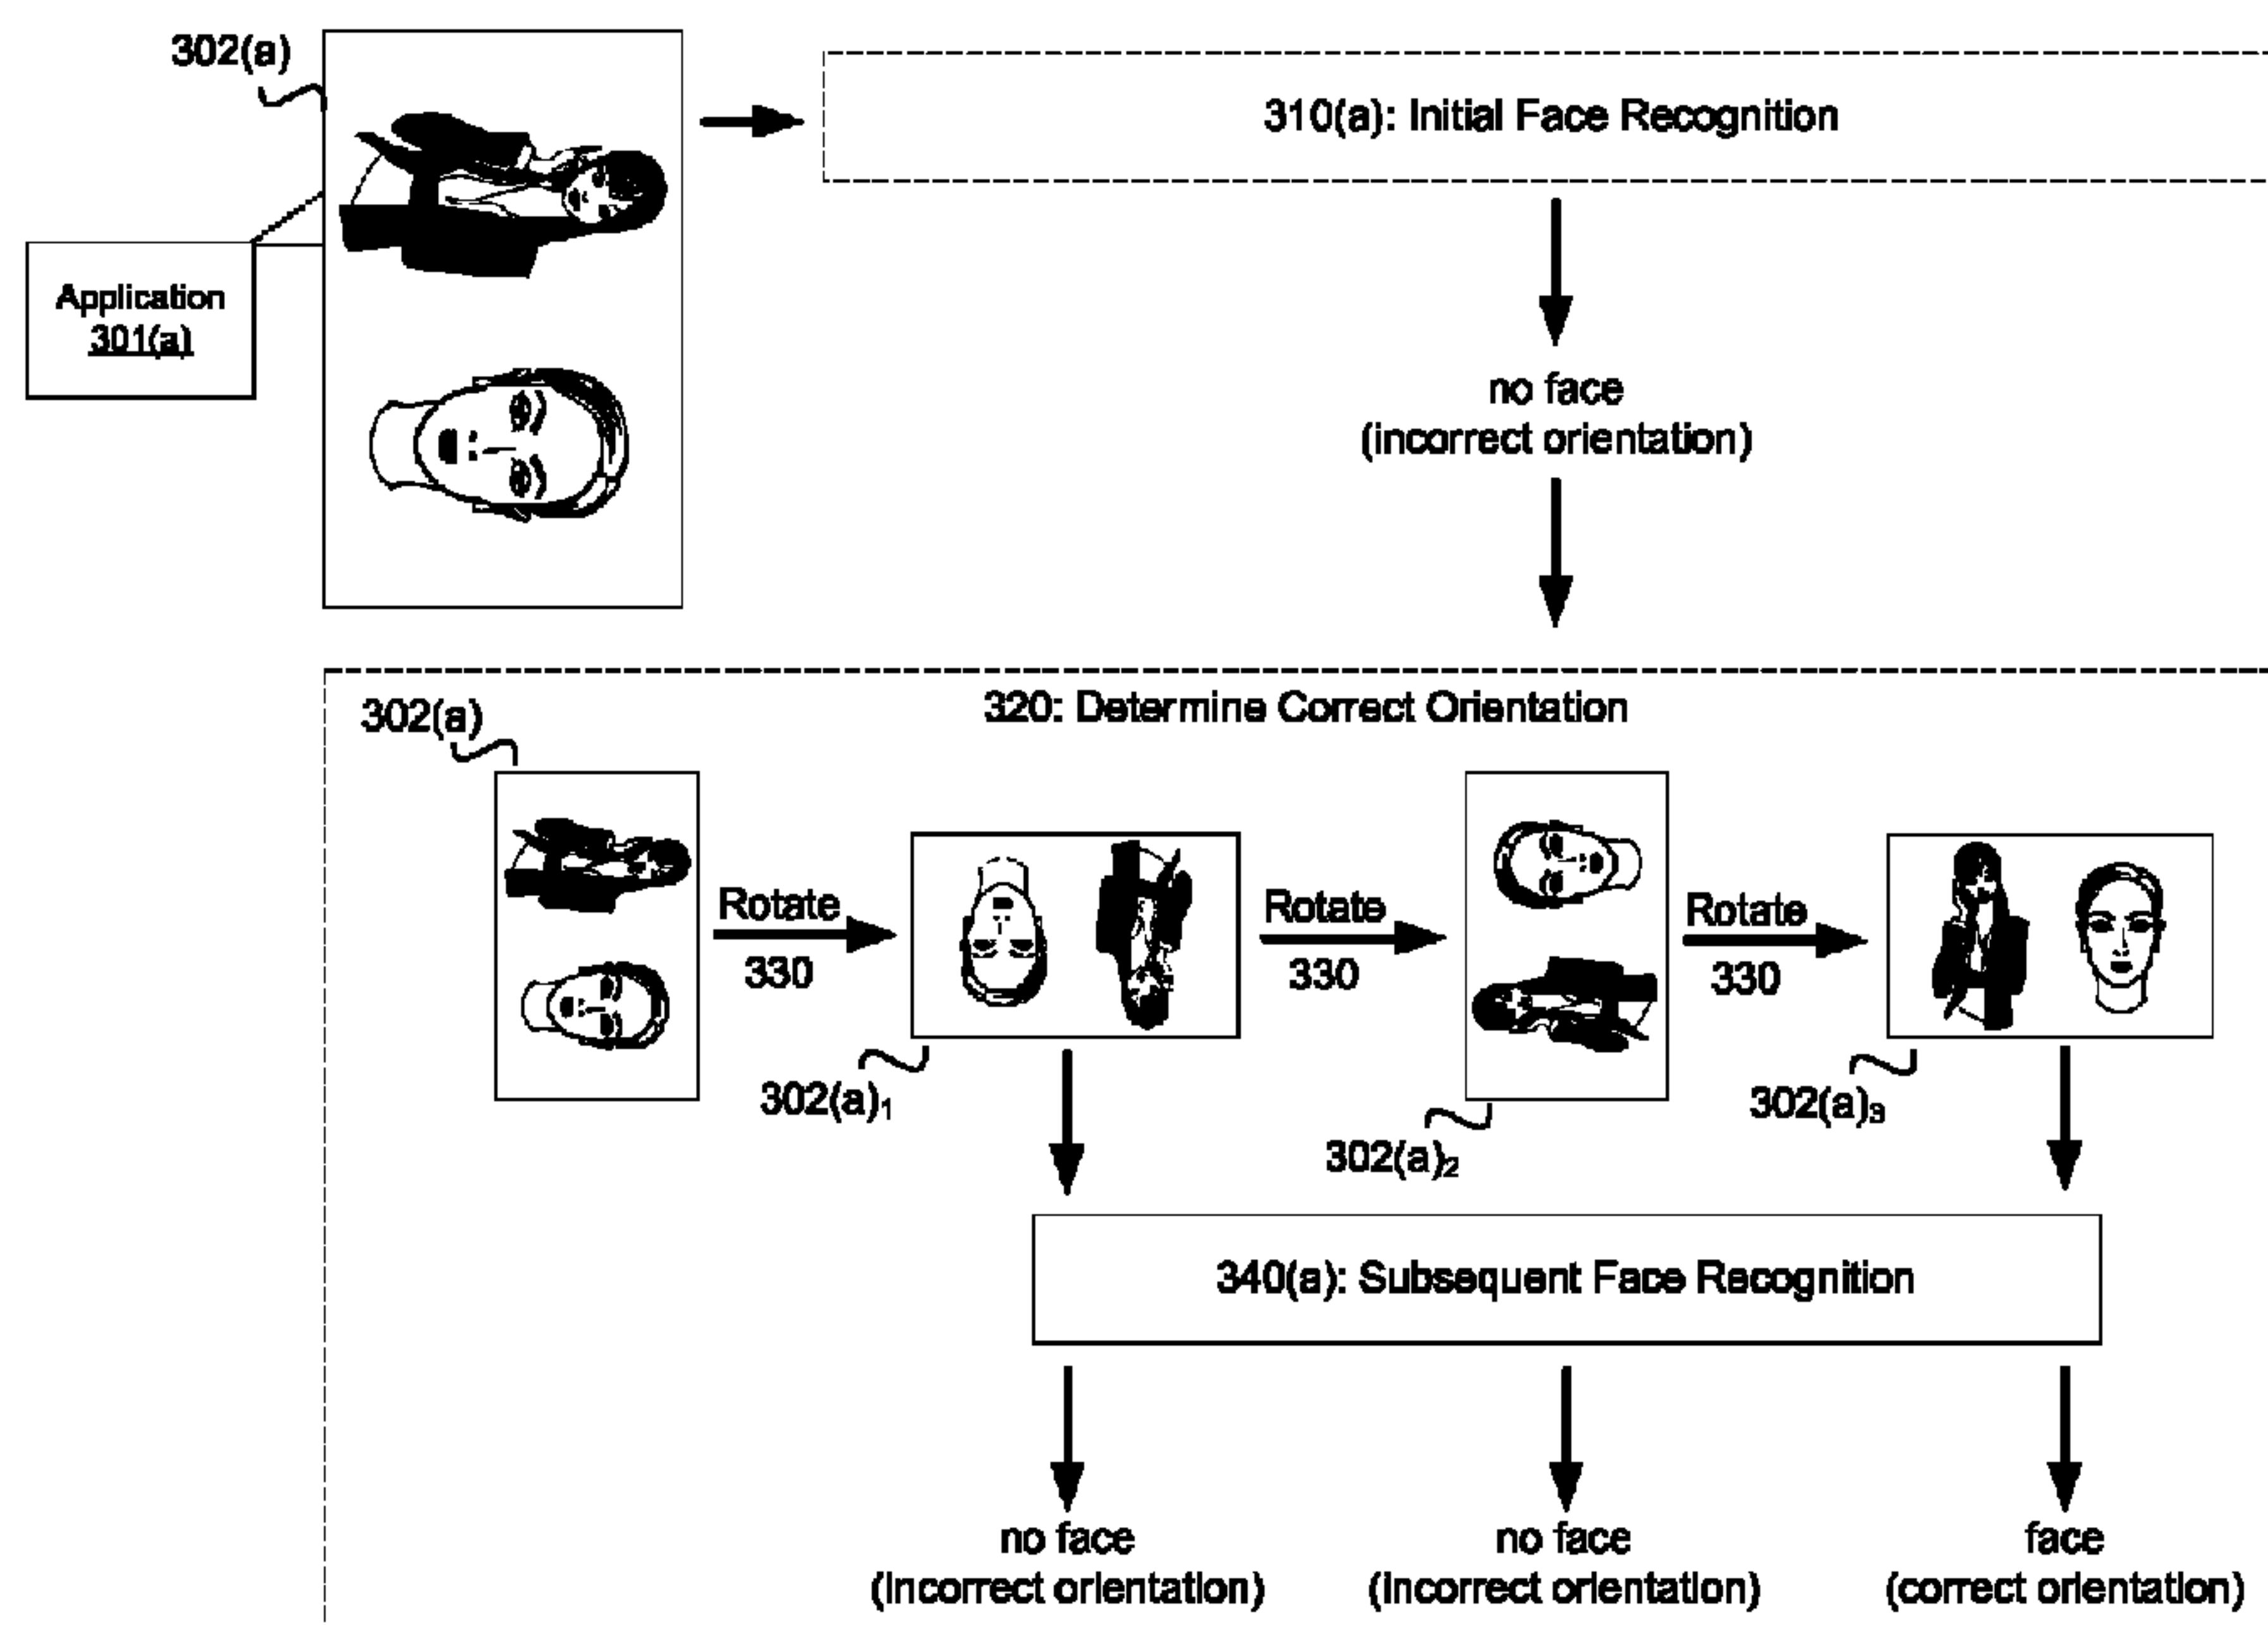 302(a)
310(a): Initial Face Recognition
Application
301(a)
no face
(incorrect orientation)
320: Determine Correct Orientation
302(a)
Rotate
330
Rotate
330
Rotate
330
302(a)1
302(a)2
302(a)3
340(a): Subsequent Face Recognition
no face
(incorrect orientation)
no face
(incorrect orientation)
face
(correct orientation)